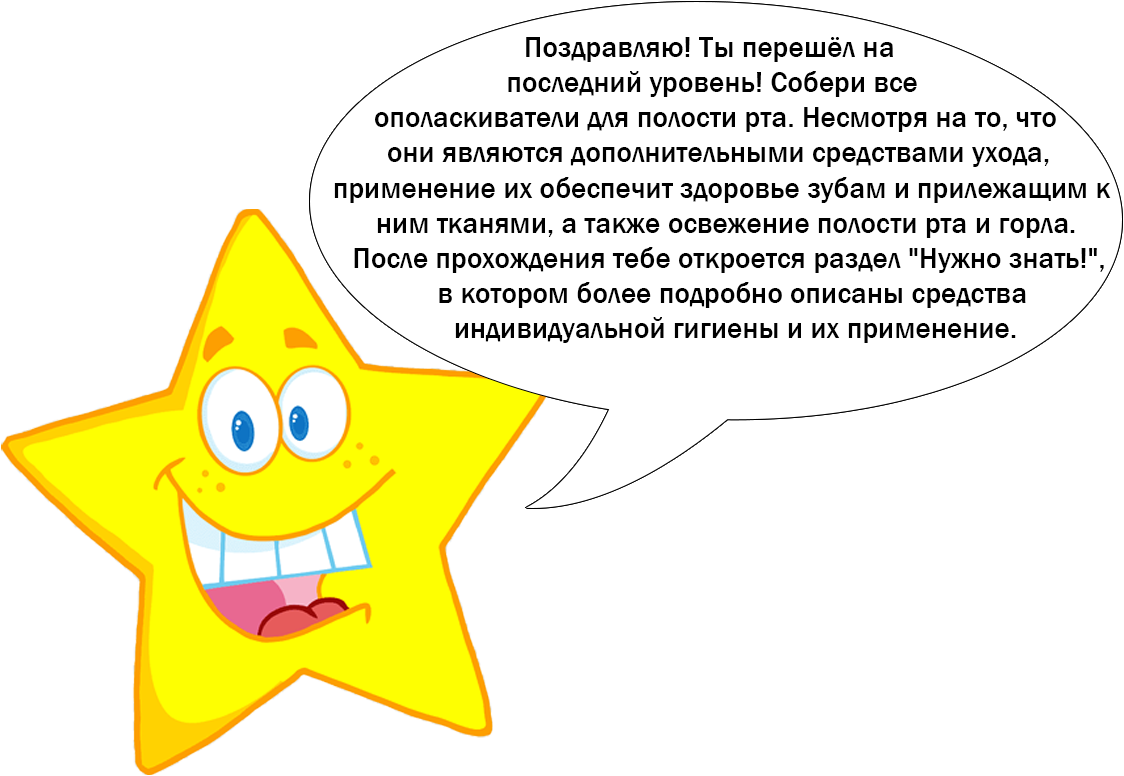 Поздравляю! Ты перешёл на
последний уровень! Собери все
ополаскиватели для полости рта. Несмотря на то, что
они являются дополнительными средствами ухода,
применение их обеспечит здоровье зубам и прилежащим к
ним тканями, а также освежение полости рта и горла.
После прохождения тебе откроется раздел "Нужно знать!",
в котором более подробно описаны средства
индивидуальной гигиены и их применение.